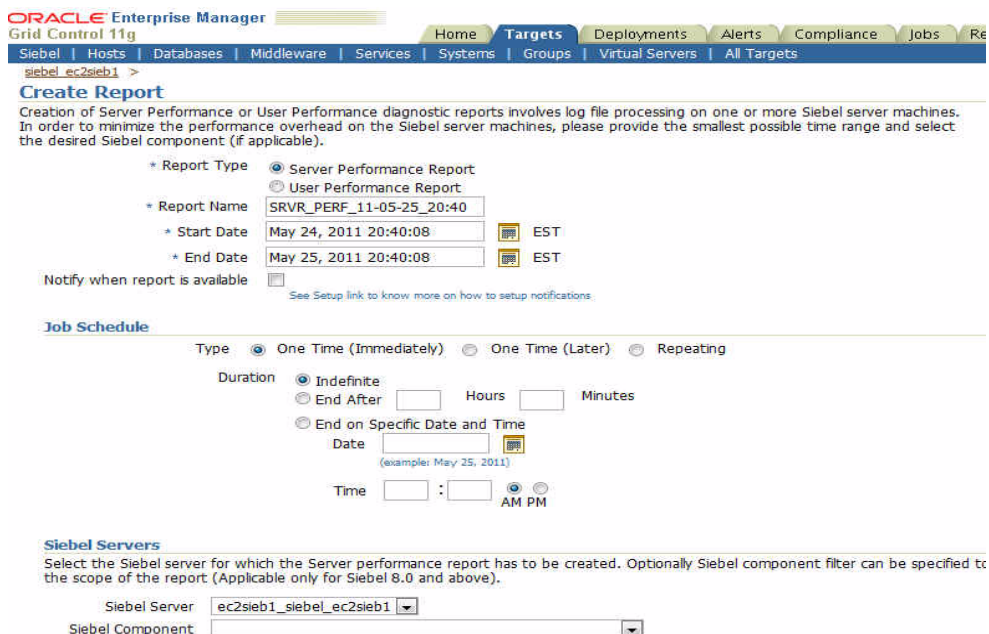 ORACLE Enterprise Manager
Grid Control 11g
Home Targets Deployments Alerts Compliance Jobs Re
Siebel | Hosts | Databases | Middleware | Services | Systems | Groups | Virtual Servers | All Targets
siebel_ec2sieb1 >
Create Report
Creation of Server Performance or User Performance diagnostic reports involves log file processing on one or more Siebel server machines.
In order to minimize the performance overhead on the Siebel server machines, please provide the smallest possible time range and select
the desired Siebel component (if applicable).
* Report Type Server Performance Report
User Performance Report
* Report Name SRVR_PERF_11-05-25_20:40
* Start Date May 24, 2011 20:40:08 EST
* End Date May 25, 2011 20:40:08 EST
Notify when report is available
See Setup link to know more on how to setup notifications
Job Schedule
Type One Time (Immediately) One Time (Later) Repeating
Duration Indefinite
End After Hours Minutes
End on Specific Date and Time
Date
(example: May 25, 2011)
Time :
AM PM
Siebel Servers
Select the Siebel server for which the Server performance report has to be created. Optionally Siebel component filter can be specified to
the scope of the report (Applicable only for Siebel 8.0 and above).
Siebel Server ec2sieb1_siebel_ec2sieb1
Siebel Component